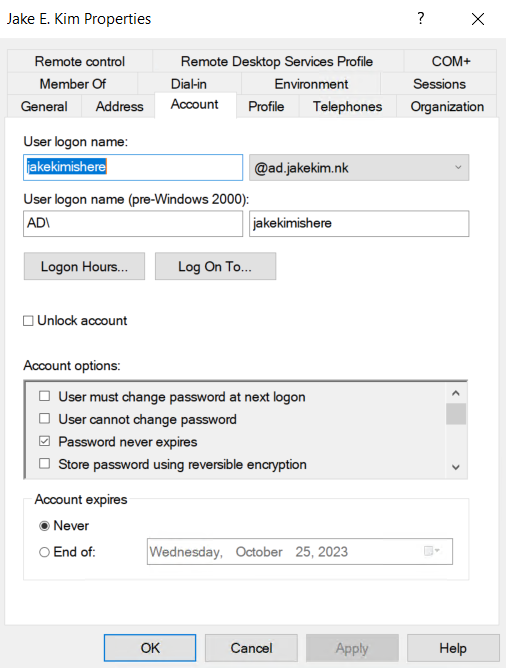 Jake E. Kim Properties
?
Remote control Remote Desktop Services Profile COM+
Member Of Dial-in Environment Sessions
General Address Account Profile Telephones Organization
User logon name:
jakekimishere @ad.jakekim.nk
User logon name (pre-Windows 2000):
AD\ jakekimishere
Logon Hours... Log On To...
Unlock account
Account options:
User must change password at next logon
User cannot change password
Password never expires
Store password using reversible encryption
Account expires
Never
End of: Wednesday, October 25, 2023
OK Cancel Apply Help